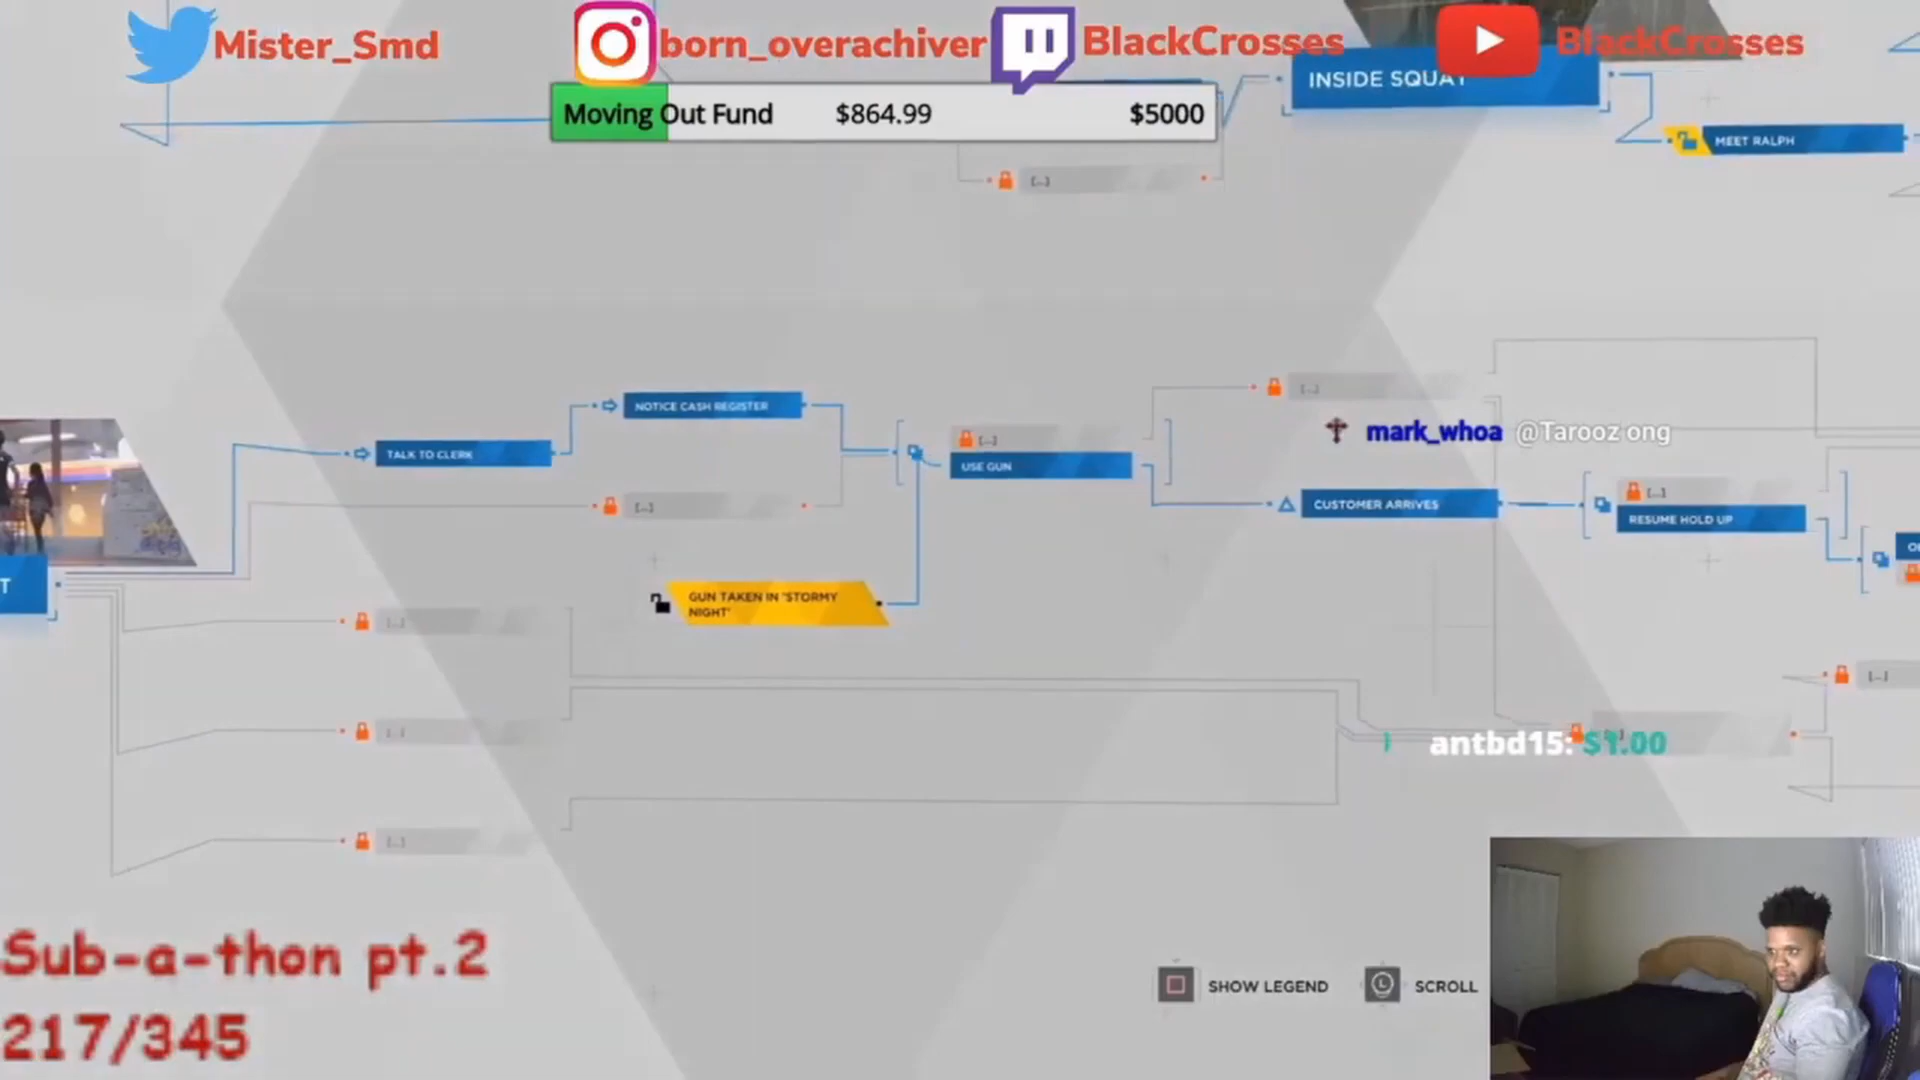 Mister_Smd
born_overachiver
BlackCrosses
BlackCrosses
Moving Out Fund $864.99 $5000
INSIDE SQUAT
MEET RALPH
[...]
NOTICE CASH REGISTER
[...]
TALK TO CLERK
[...]
USE GUN
mark_whoa @Tarooz ong
[...]
CUSTOMER ARRIVES
[...]
RESUME HOLD UP
T
GUN TAKEN IN 'STORMY
NIGHT'
[...]
[...]
[...]
antbd15: $1.00
[...]
Sub-a-thon pt.2
217/345
SHOW LEGEND
L SCROLL